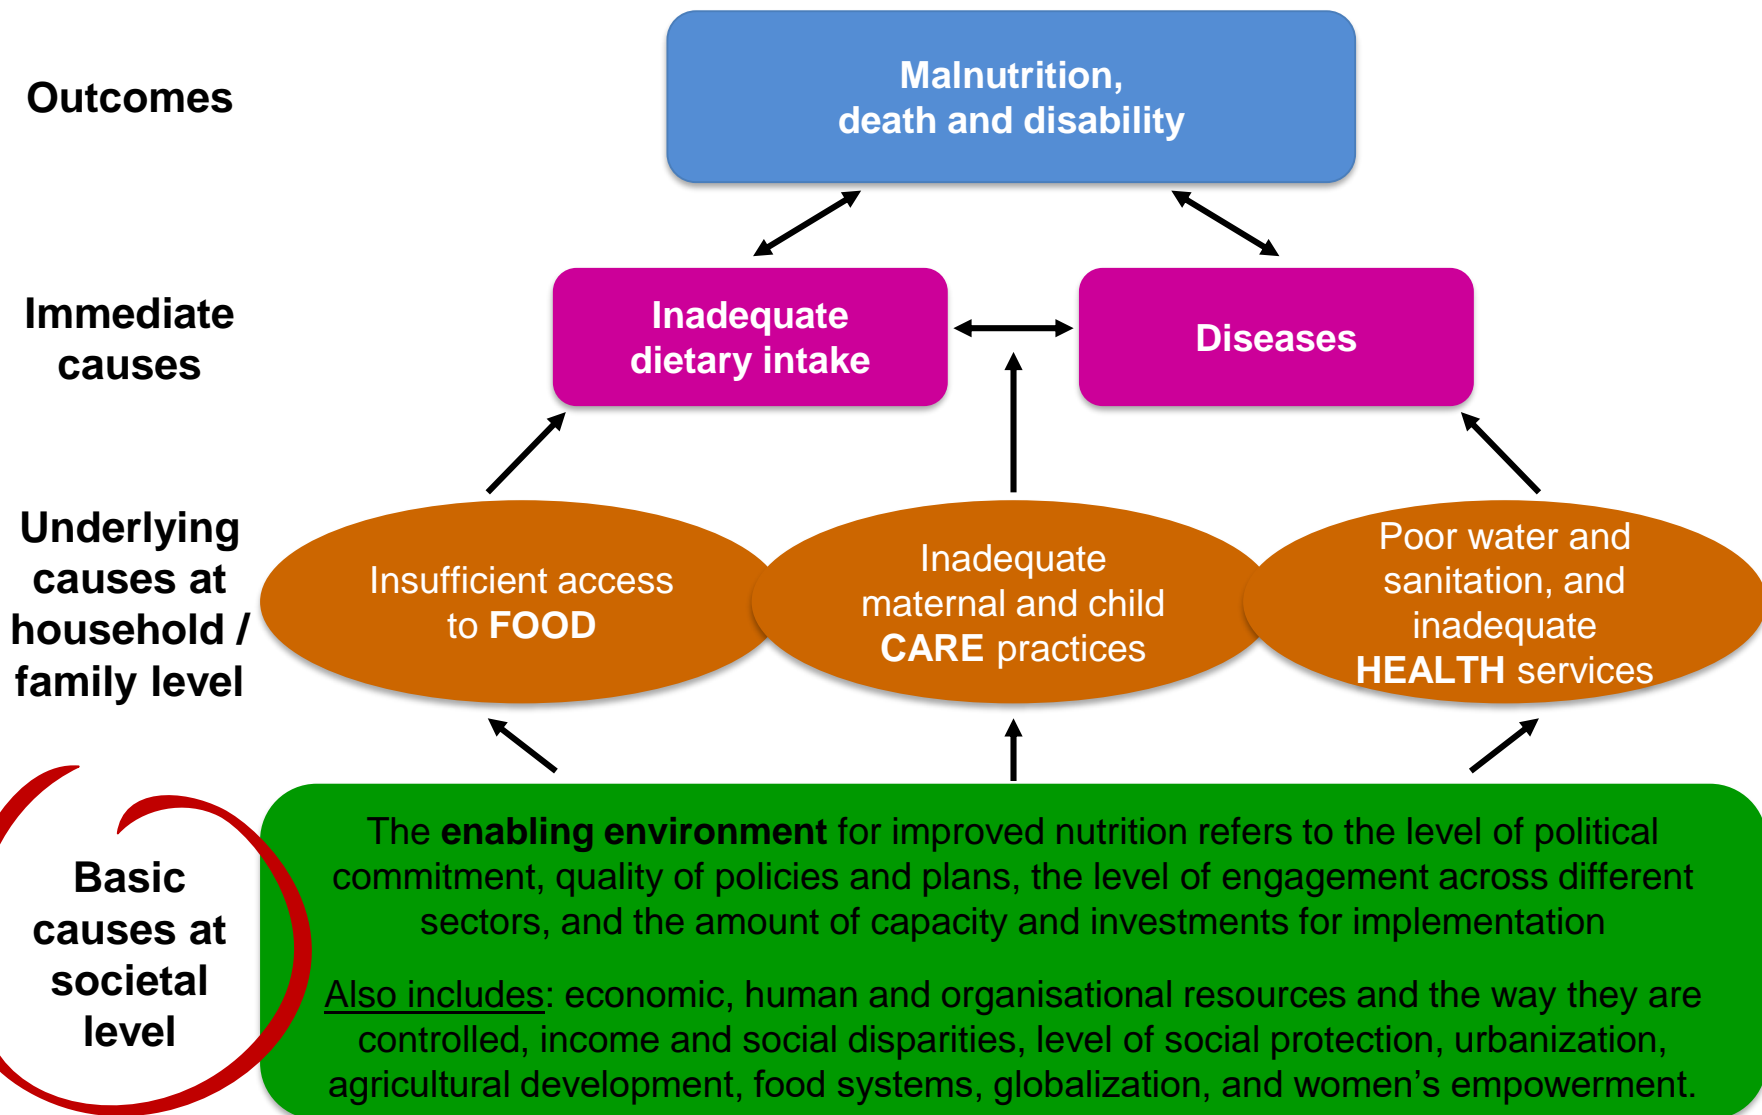 Outcomes
Malnutrition,
death and disability
Immediate
causes
Inadequate
dietary intake
Diseases
Underlying
causes at
household /
family level
Insufficient access
to FOOD
Inadequate
maternal and child
CARE practices
Poor water and
sanitation, and
inadequate
HEALTH services
Basic
causes at
societal
level
The enabling environment for improved nutrition refers to the level of political
commitment, quality of policies and plans, the level of engagement across different
sectors, and the amount of capacity and investments for implementation
Also includes: economic, human and organisational resources and the way they are
controlled, income and social disparities, level of social protection, urbanization,
agricultural development, food systems, globalization, and women’s empowerment.